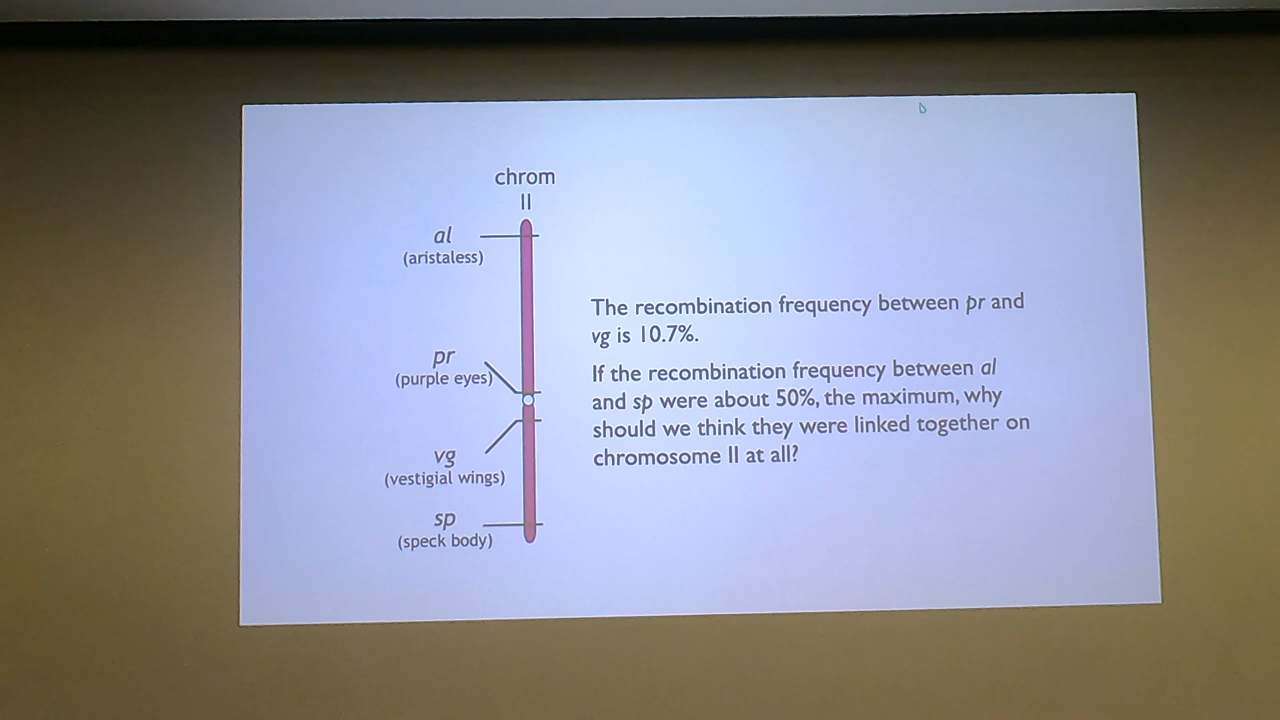 chrom
II
al
(aristaless)
pr
(purple eyes)
vg
(vestigial wings)
sp
(speck body)
The recombination frequency between pr and
vg is 10.7%.
If the recombination frequency between al
and sp were about 50%, the maximum, why
should we think they were linked together on
chromosome II at all?